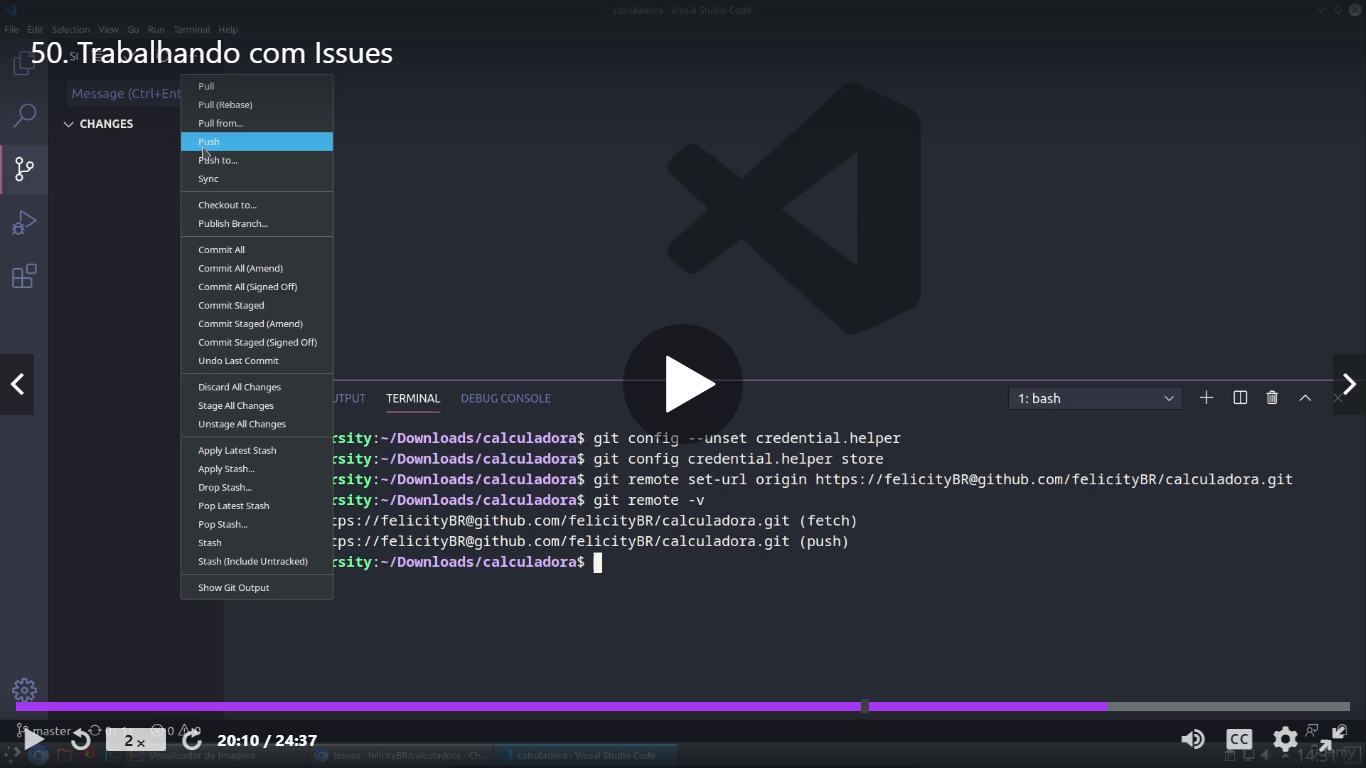 calculadora - Visual Studio Code
File Edit Selection View Go Run Terminal Help
50. Trabalhando com Issues
Message (Ctrl+Ent
CHANGES
Pull
Pull (Rebase)
Pull from...
Push
Push to...
Sync
Checkout to...
Publish Branch...
Commit All
Commit All (Amend)
Commit All (Signed Off)
Commit Staged
Commit Staged (Amend)
Commit Staged (Signed Off)
Undo Last Commit
Discard All Changes
Stage All Changes
Unstage All Changes
Apply Latest Stash
Apply Stash...
Drop Stash...
Pop Latest Stash
Pop Stash...
Stash
Stash (Include Untracked)
Show Git Output
UTPUT TERMINAL DEBUG CONSOLE 1: bash
rsity:~/Downloads/calculadora$ git config --unset credential.helper
rsity:~/Downloads/calculadora$ git config credential.helper store
rsity:~/Downloads/calculadora$ git remote set-url origin https://felicityBR@github.com/felicityBR/calculadora.git
rsity:~/Downloads/calculadora$ git remote -v
tps://felicityBR@github.com/felicityBR/calculadora.git (fetch)
tps://felicityBR@github.com/felicityBR/calculadora.git (push)
rsity:~/Downloads/calculadora$
master
2 x 20:10 / 24:37 CC
Visualizador de Imagens Issues · felicityBR/calculadora - Ch... calculadora - Visual Studio Code